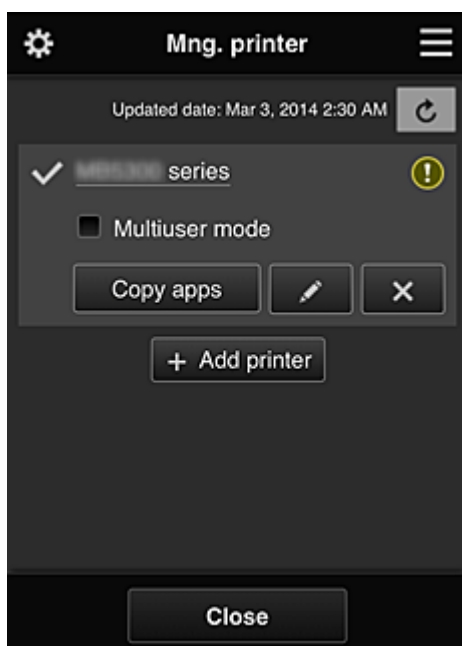 Mng. printer
Updated date: Mar 3, 2014 2:30 AM
series
Multiuser mode
Copy apps
+ Add printer
Close